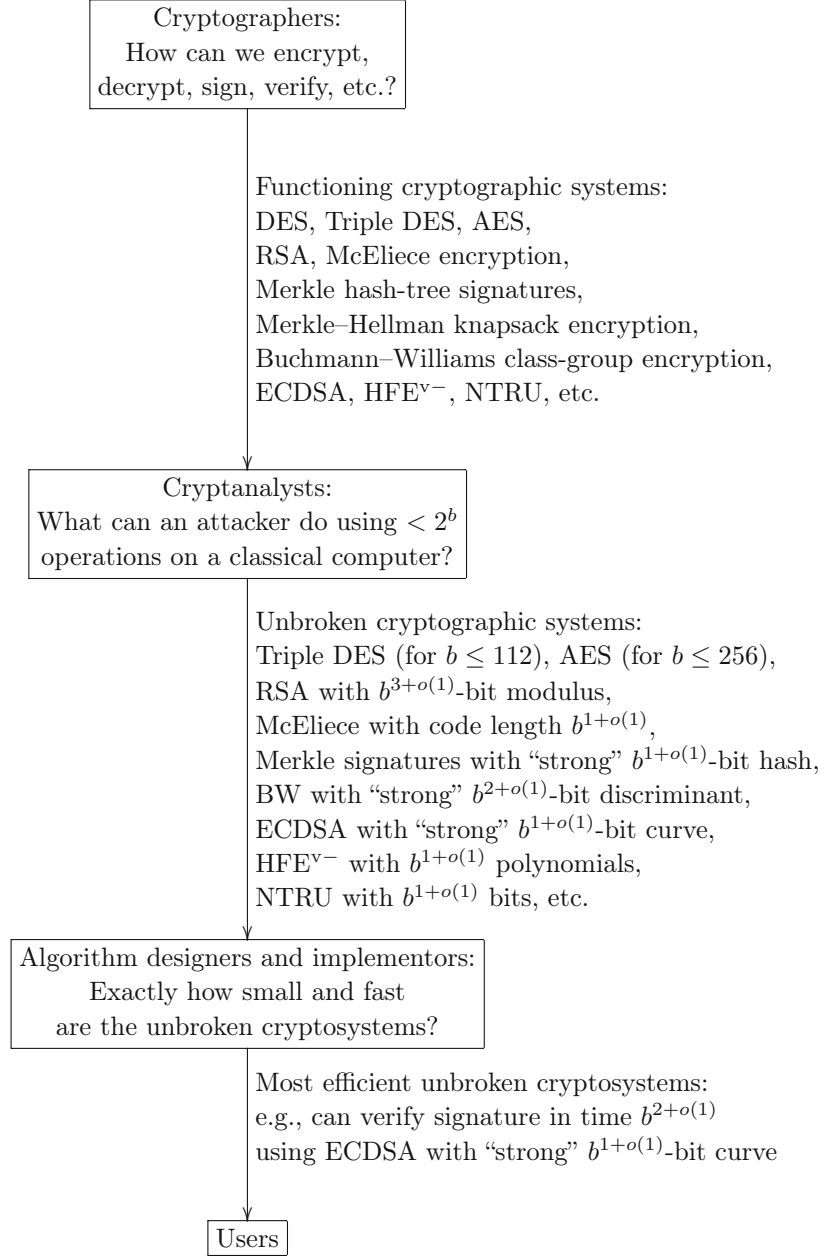 Cryptographers:
How can we encrypt,
decrypt, sign, verify, etc.?
Functioning cryptographic systems:
DES, Triple DES, AES,
RSA, McEliece encryption,
Merkle hash-tree signatures,
Merkle–Hellman knapsack encryption,
Buchmann–Williams class-group encryption,
ECDSA, HFE^{v−}, NTRU, etc.
Cryptanalysts:
What can an attacker do using < 2^b
operations on a classical computer?
Unbroken cryptographic systems:
Triple DES (for b ≤ 112), AES (for b ≤ 256),
RSA with b^{3+o(1)}-bit modulus,
McEliece with code length b^{1+o(1)},
Merkle signatures with “strong” b^{1+o(1)}-bit hash,
BW with “strong” b^{2+o(1)}-bit discriminant,
ECDSA with “strong” b^{1+o(1)}-bit curve,
HFE^{v−} with b^{1+o(1)} polynomials,
NTRU with b^{1+o(1)} bits, etc.
Algorithm designers and implementors:
Exactly how small and fast
are the unbroken cryptosystems?
Most efficient unbroken cryptosystems:
e.g., can verify signature in time b^{2+o(1)}
using ECDSA with “strong” b^{1+o(1)}-bit curve
Users